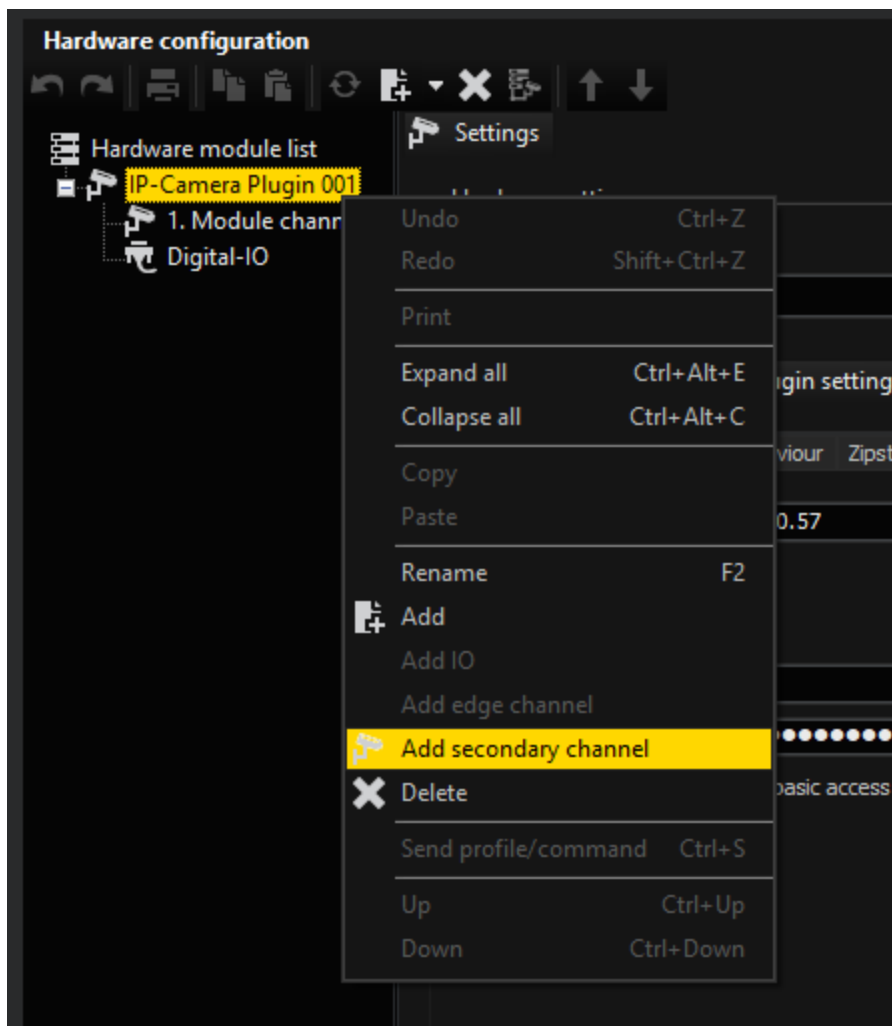 Hardware configuration
Settings
Hardware module list
IP-Camera Plugin 001
1. Module chann
Digital-IO
Undo Ctrl+Z
Redo Shift+Ctrl+Z
Print
Expand all Ctrl+Alt+E
Collapse all Ctrl+Alt+C
gin setting
Copy
viour Zipst
Paste
0.57
Rename F2
Add
Add IO
Add edge channel
Add secondary channel
Delete
basic access
Send profile/command Ctrl+S
Up Ctrl+Up
Down Ctrl+Down